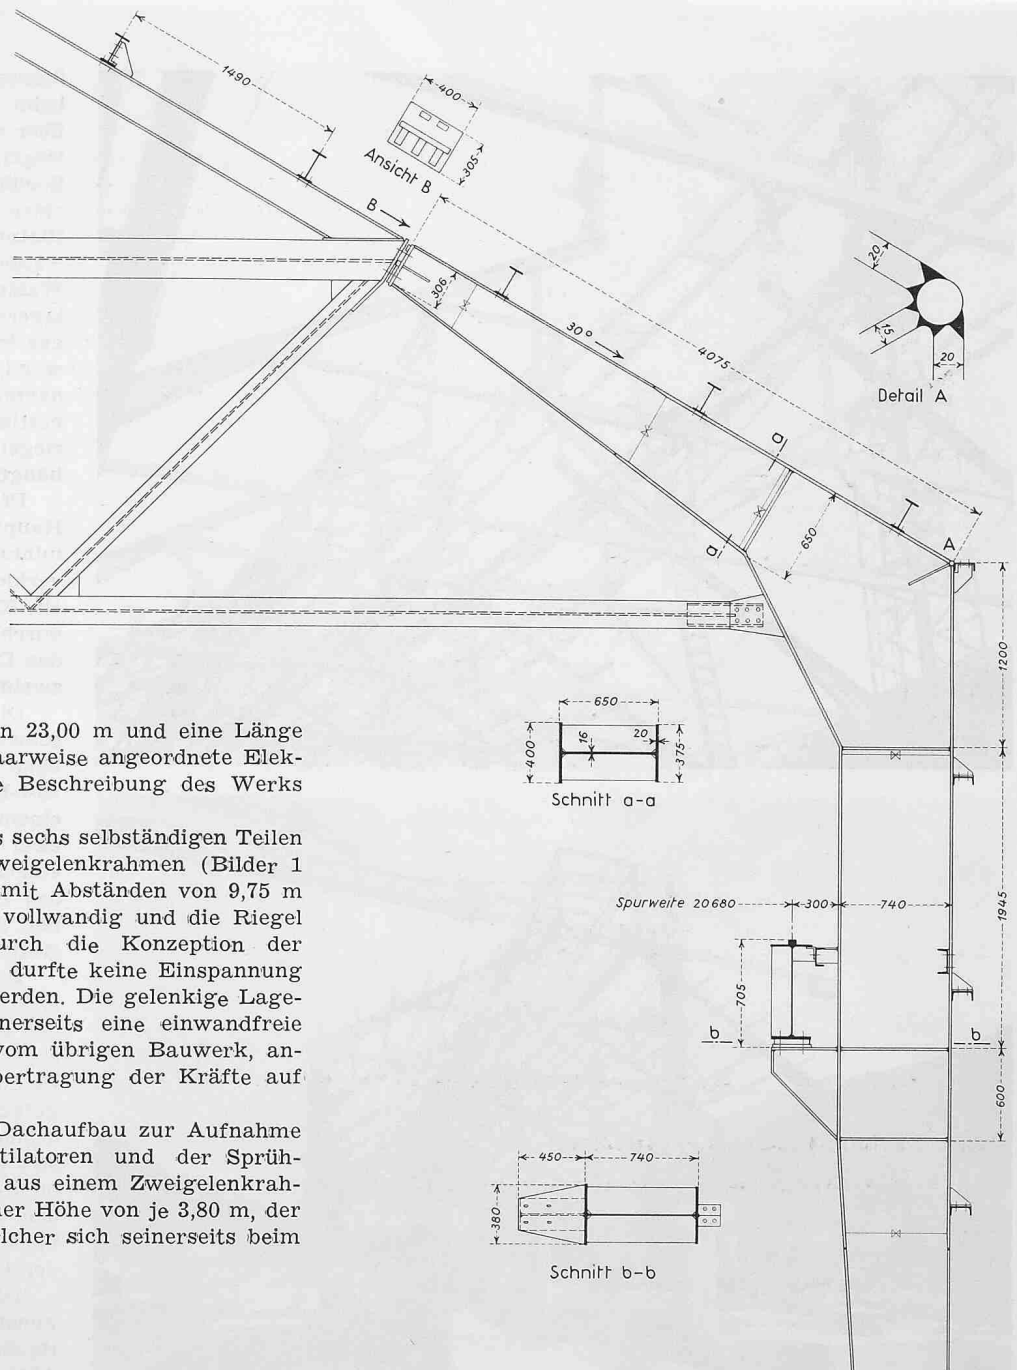 1490
400
Ansicht B
305
B
306
30°
4075
20
15
20
Detail A
a
a
650
A
1200
650
400
16
20
375
Schnitt a-a
n 23,00 m und eine Länge
aarweise angeordnete Elek-
e Beschreibung des Werks
s sechs selbständigen Teilen
weigelenkrahmen (Bilder 1
mit Abständen von 9,75 m
vollwandig und die Riegel
urch die Konzeption der
durfte keine Einspannung
erden. Die gelenkige Lage-
nerseits eine einwandfreie
vom übrigen Bauwerk, an-
bertragung der Kräfte auf
Dachaufbau zur Aufnahme
tilatoren und der Sprüh-
aus einem Zweigelenkrah-
ner Höhe von je 3,80 m, der
elcher sich seinerseits beim
Spurweite 20680
300
740
1945
705
b
b
600
450
740
380
Schnitt b-b